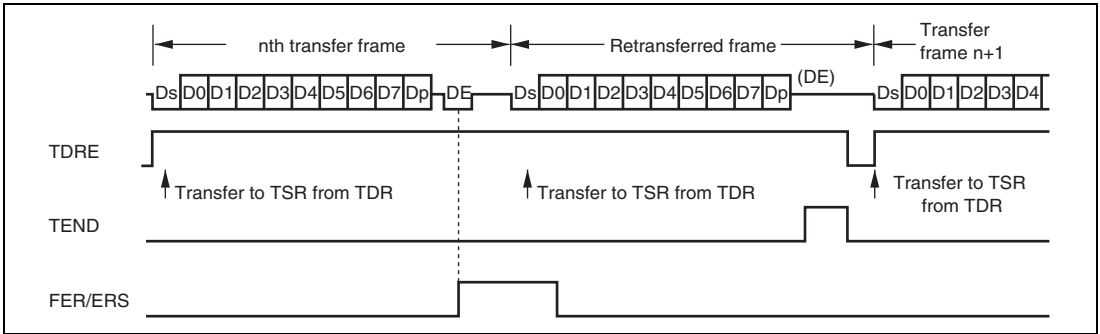 nth transfer frame
Retransferred frame
Transfer
frame n+1
Ds D0 D1 D2 D3 D4 D5 D6 D7 Dp DE
Ds D0 D1 D2 D3 D4 D5 D6 D7 Dp (DE)
Ds D0 D1 D2 D3 D4
TDRE
Transfer to TSR from TDR
Transfer to TSR from TDR
Transfer to TSR
from TDR
TEND
FER/ERS